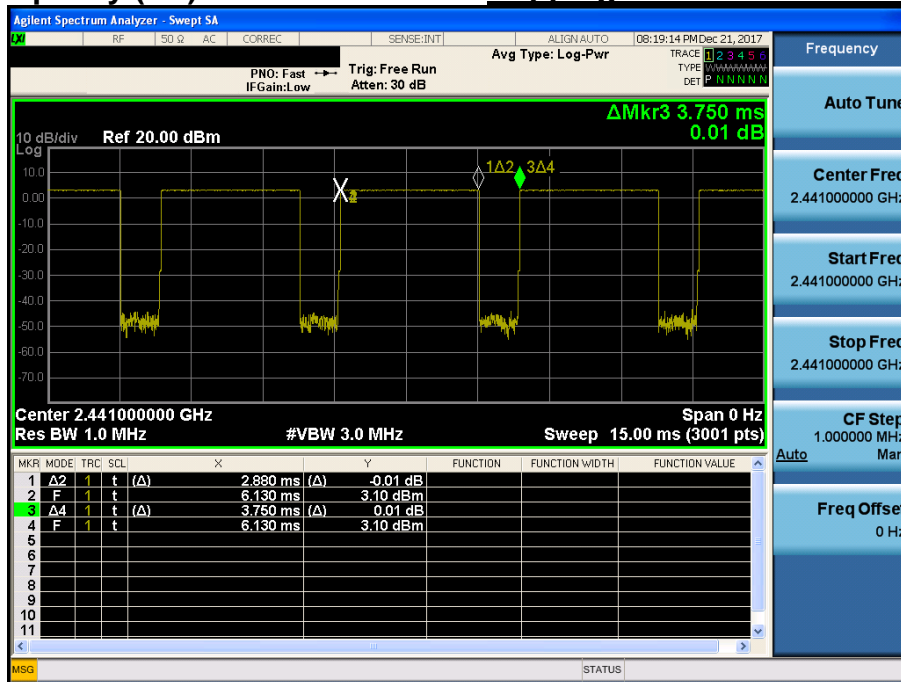 Agilent Spectrum Analyzer - Swept SA
LXI RF 50 Ω AC CORREC SENSE:INT ALIGN AUTO 08:19:14 PM Dec 21, 2017
Avg Type: Log-Pwr
TRACE 1 2 3 4 5 6
TYPE WWWWWW
DET P N N N N N
PNO: Fast
IFGain:Low
Trig: Free Run
Atten: 30 dB
ΔMkr3 3.750 ms
0.01 dB
10 dB/div Ref 20.00 dBm
Log
10.0
0.00
-10.0
-20.0
-30.0
-40.0
-50.0
-60.0
-70.0
X
1Δ2 3Δ4
Center 2.441000000 GHz Span 0 Hz
Res BW 1.0 MHz #VBW 3.0 MHz Sweep 15.00 ms (3001 pts)
MKR MODE TRC SCL X Y FUNCTION FUNCTION WIDTH FUNCTION VALUE
1 Δ2 1 t (Δ) 2.880 ms (Δ) -0.01 dB
2 F 1 t 6.130 ms 3.10 dBm
3 Δ4 1 t (Δ) 3.750 ms (Δ) 0.01 dB
4 F 1 t 6.130 ms 3.10 dBm
5
6
7
8
9
10
11
MSG STATUS
Frequency
Auto Tune
Center Freq
2.441000000 GHz
Start Freq
2.441000000 GHz
Stop Freq
2.441000000 GHz
CF Step
1.000000 MHz
Auto Man
Freq Offset
0 Hz